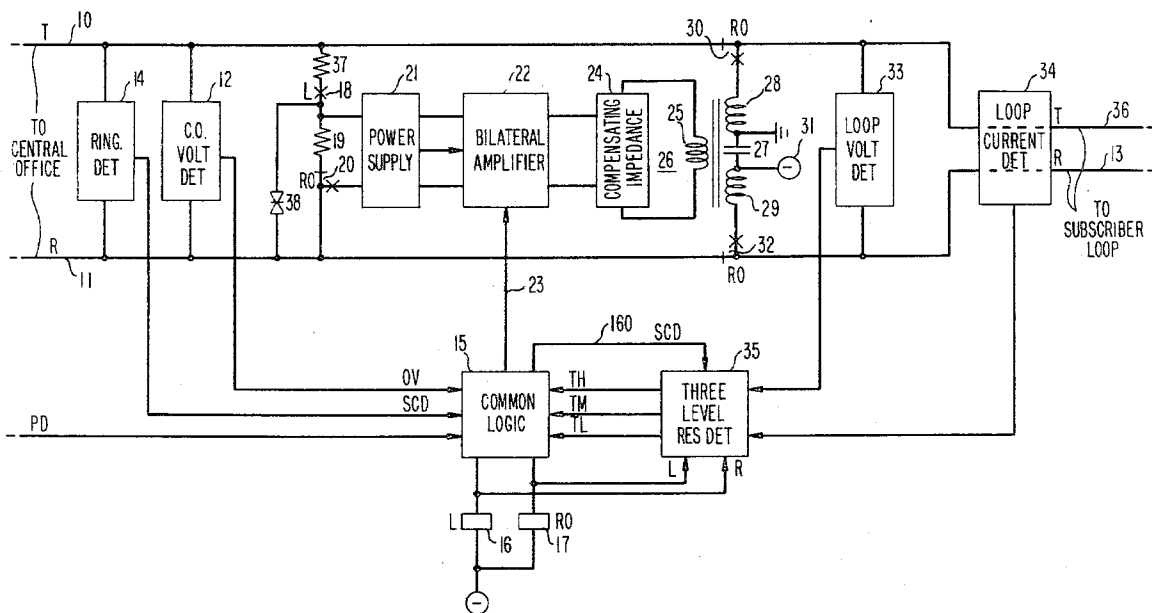 T 10 30 RO
14 12 37 21 22 24 28 33 34
L 18
RING. DET
C.O. VOLT DET
19
POWER SUPPLY
BILATERAL AMPLIFIER
COMPENSATING IMPEDANCE
25 26 27 31
LOOP VOLT DET
LOOP CURRENT DET
T 36
R 13
TO CENTRAL OFFICE
20
RO
38
29
TO SUBSCRIBER LOOP
R 11
32
RO
23
160 SCD
15 35
OV
SCD
PD
COMMON LOGIC
TH
TM
TL
THREE LEVEL RES DET
L R
L 16
RO 17